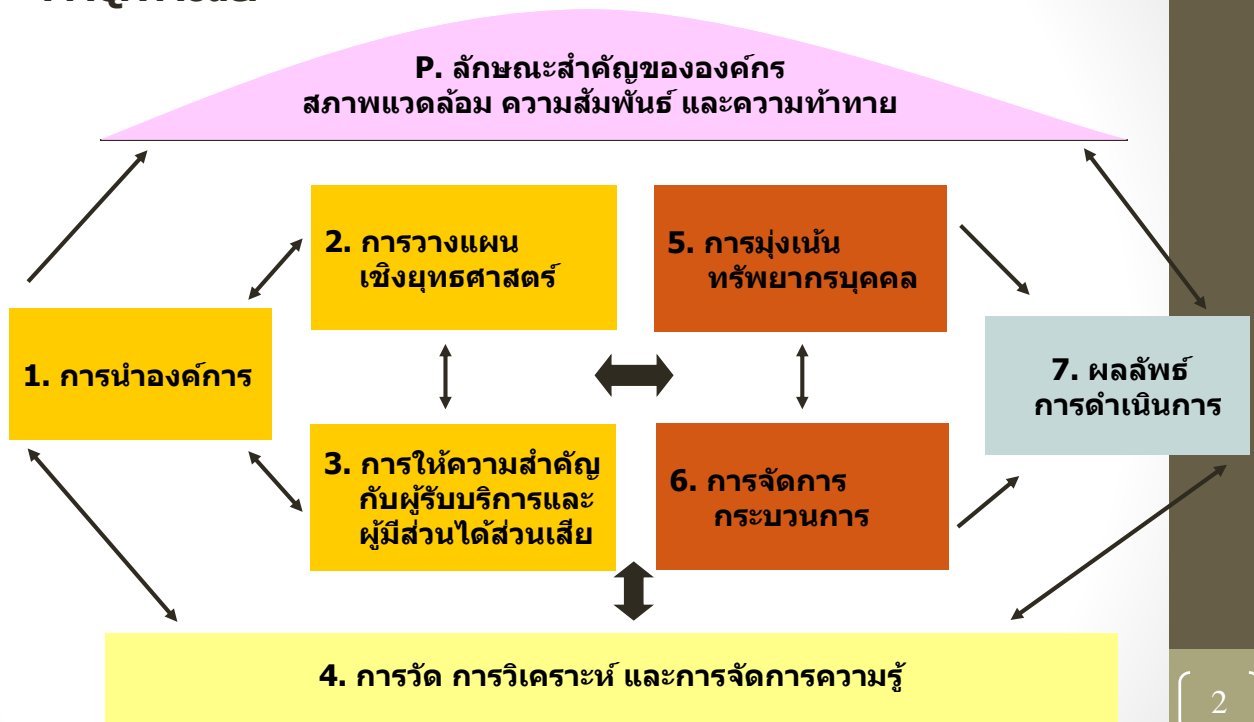 P. ลักษณะสำคัญขององค์กร
สภาพแวดล้อม ความสัมพันธ์ และความท้าทาย
2. การวางแผน
เชิงยุทธศาสตร์
5. การมุ่งเน้น
ทรัพยากรบุคคล
1. การนำองค์การ
7. ผลลัพธ์
การดำเนินการ
3. การให้ความสำคัญ
กับผู้รับบริการและ
ผู้มีส่วนได้ส่วนเสีย
6. การจัดการ
กระบวนการ
4. การวัด การวิเคราะห์ และการจัดการความรู้
2